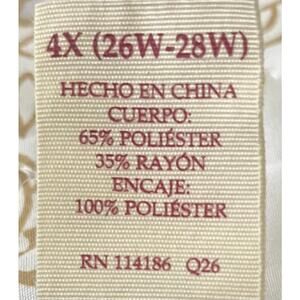 4X (26W-28W)
HECHO EN CHINA
CUERPO:
65% POLIÉSTER
35% RAYÓN
ENCAJE:
100% POLIÉSTER
RN 114186 Q26